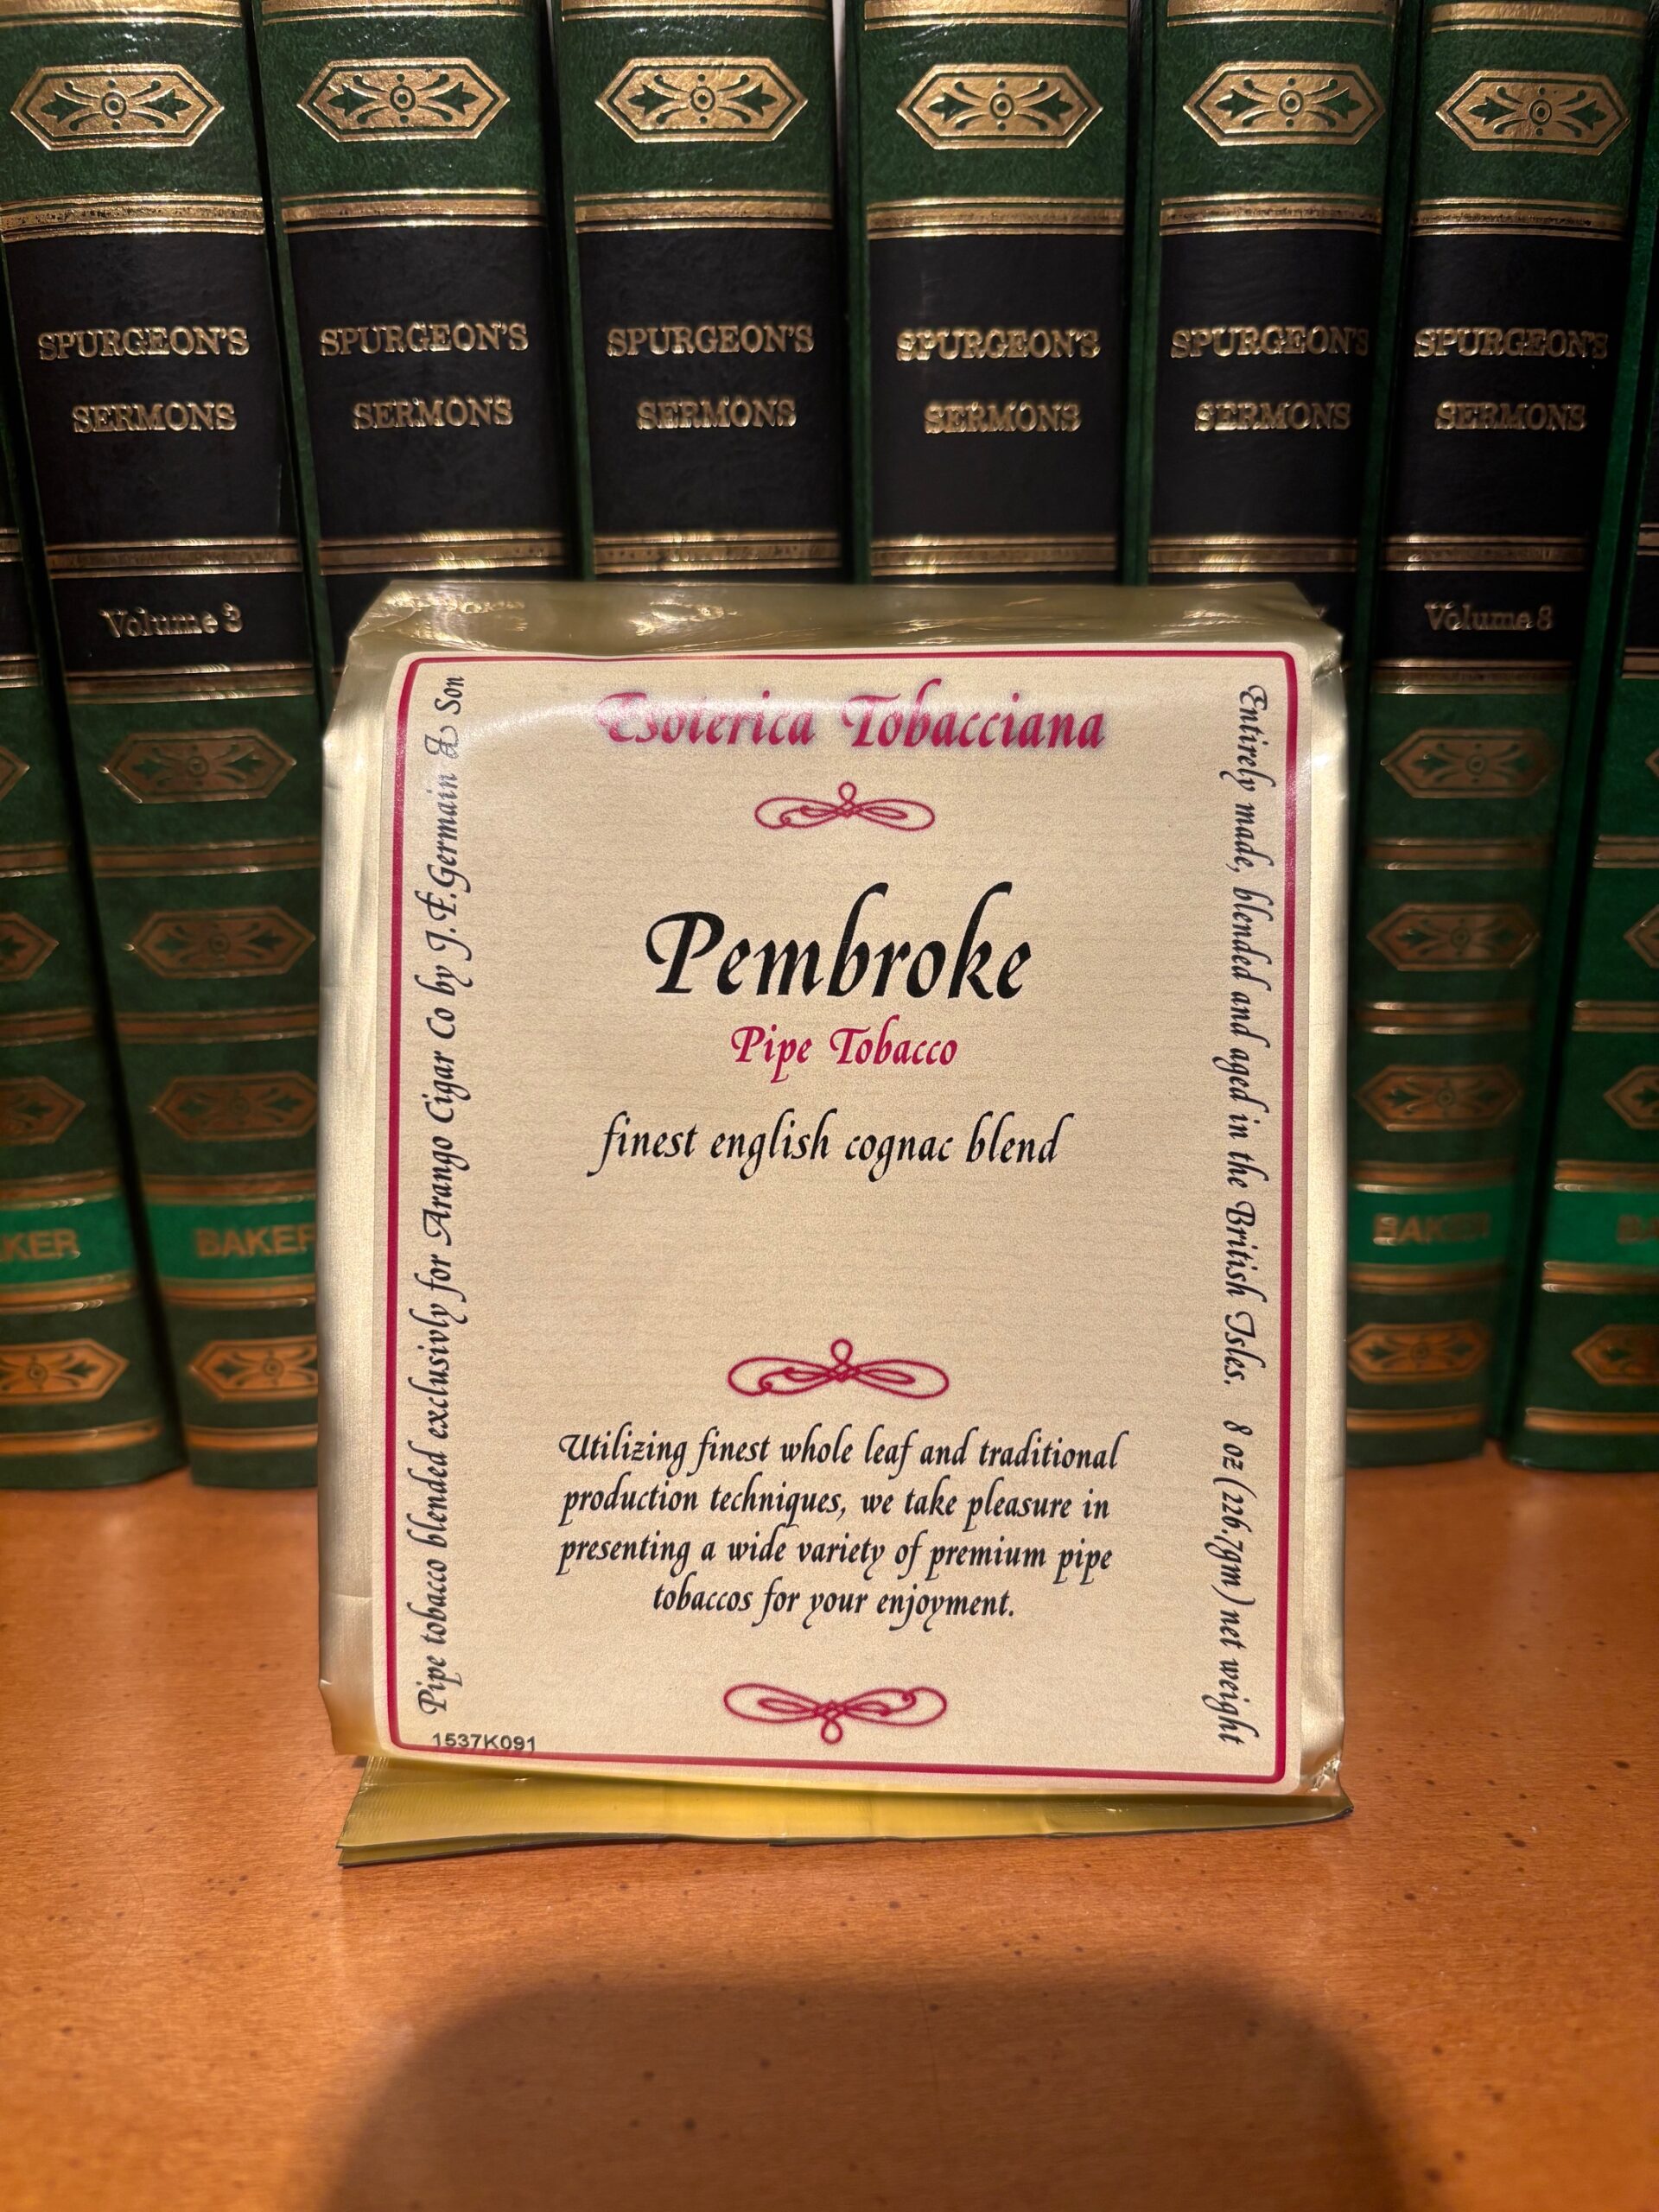 SPURGEON'S
SERMONS
Volume 3
SPURGEON'S
SERMONS
SPURGEON'S
SERMONS
SPURGEON'S
SERMONS
SPURGEON'S
SERMONS
SPURGEON'S
SERMONS
Volume 8
BAKER
BAKER
Esoterica Tobacciana
Pembroke
Pipe Tobacco
finest english cognac blend
Utilizing finest whole leaf and traditional
production techniques, we take pleasure in
presenting a wide variety of premium pipe
tobaccos for your enjoyment.
Pipe tobacco blended exclusivly for Arango Cigar Co by J.F.Germain & Son
Entirely made, blended and aged in the British Isles. 8 oz (226.7gm) net weight
1537K091